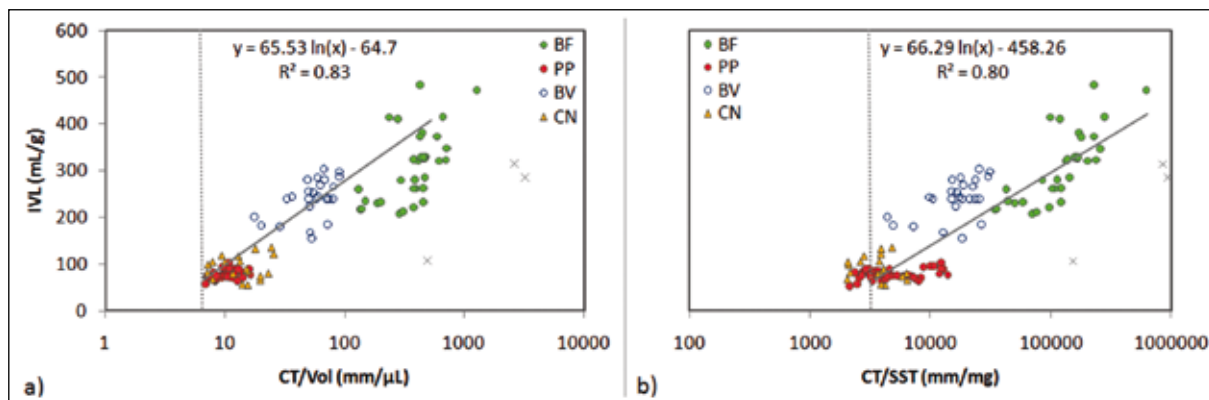 600
500
400
300
200
100
0
IVL (mL/g)
y = 65.53 ln(x) - 64.7
R² = 0.83
BF
PP
BV
CN
1
10
100
1000
10000
CT/Vol (mm/μL)
a)
y = 66.29 ln(x) - 458.26
R² = 0.80
BF
PP
BV
CN
100
1000
10000
100000
1000000
CT/SST (mm/mg)
b)